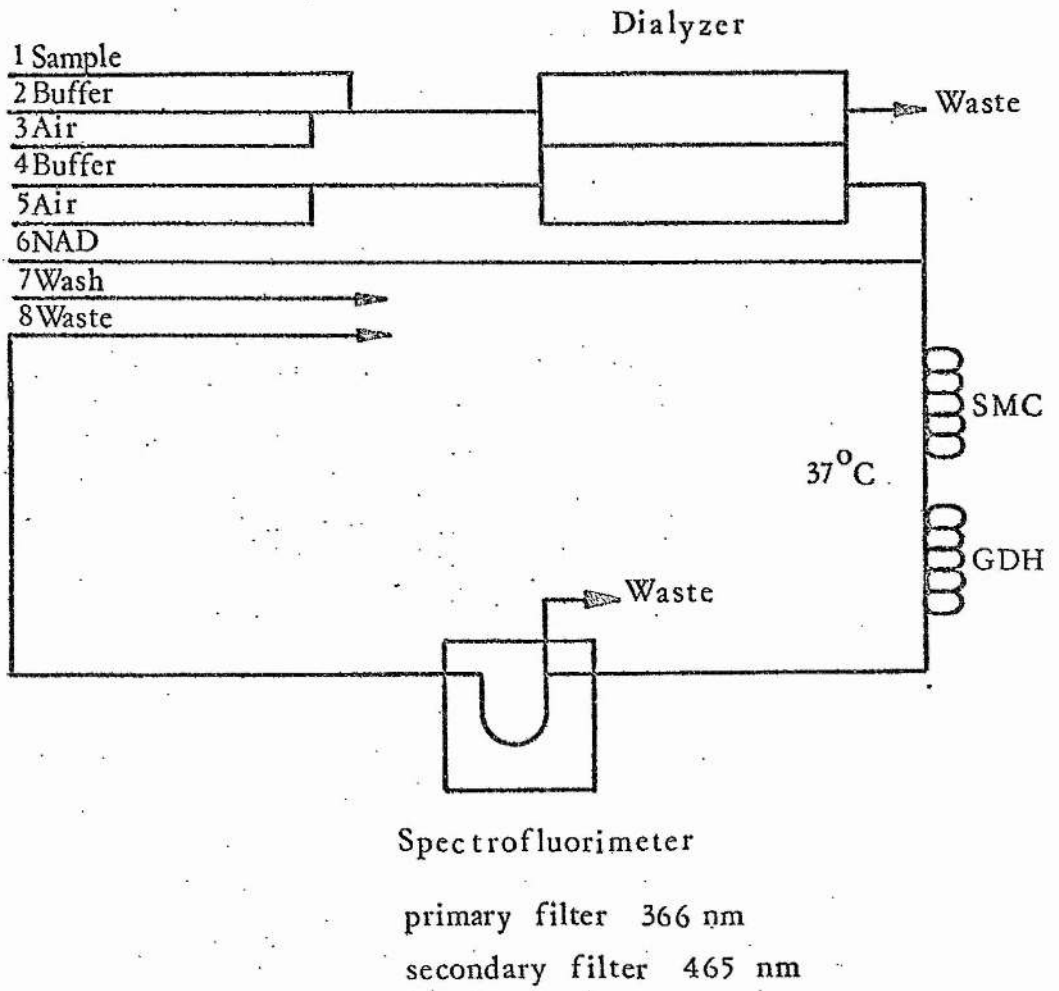 Dialyzer
1 Sample
2 Buffer
3 Air
4 Buffer
5 Air
6 NAD
7 Wash
8 Waste
Waste
SMC
37°C
GDH
Waste
Spectrofluorimeter
primary filter 366 nm
secondary filter 465 nm